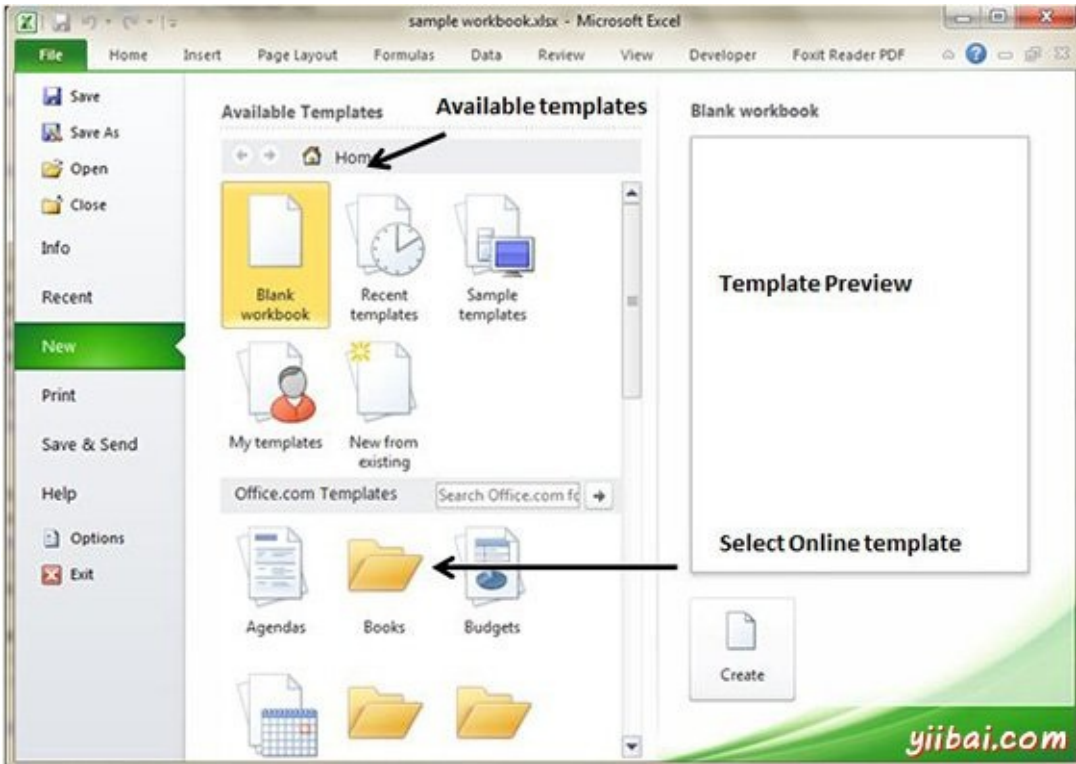 sample workbook.xlsx - Microsoft Excel
File Home Insert Page Layout Formulas Data Review View Developer Foxit Reader PDF
Save
Save As
Open
Close
Info
Recent
New
Print
Save & Send
Help
Options
Exit
Available Templates
Available templates
Home
Blank workbook
Recent templates
Sample templates
My templates
New from existing
Office.com Templates
Search Office.com
Agendas
Books
Budgets
Blank workbook
Template Preview
Select Online template
Create
yiibai.com